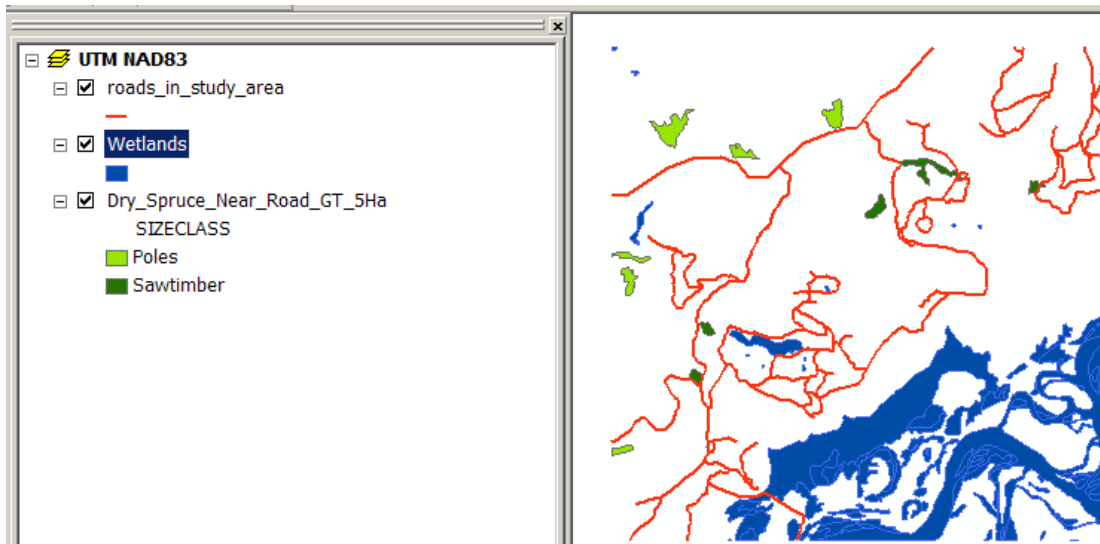 UTM NAD83
roads_in_study_area
Wetlands
Dry_Spruce_Near_Road_GT_5Ha
SIZECLASS
Poles
Sawtimber